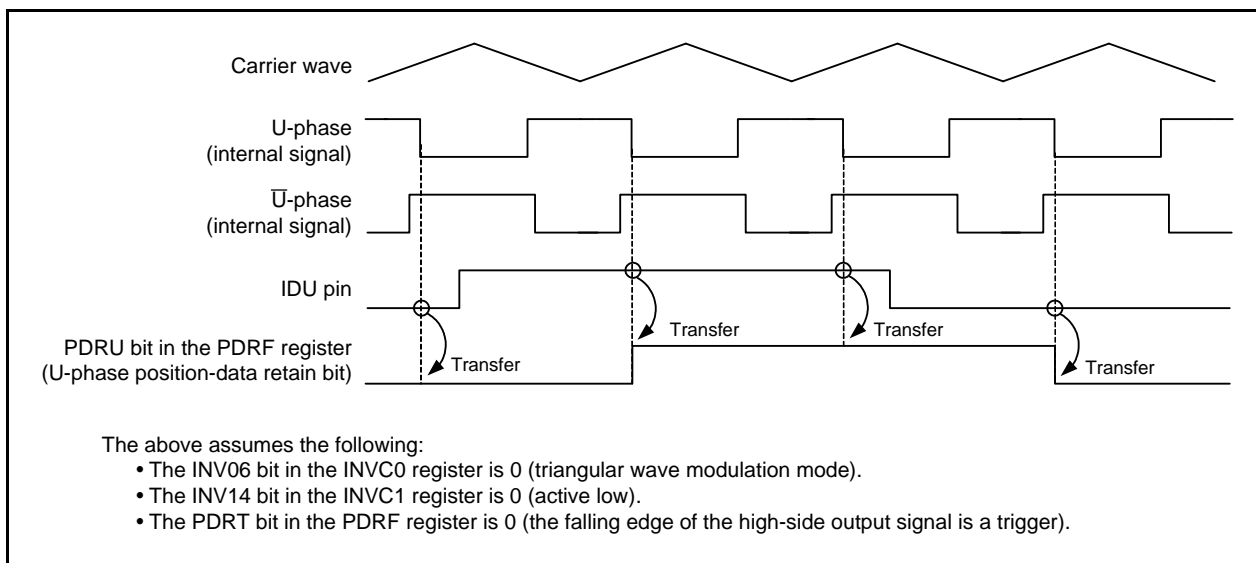 Carrier wave
U-phase
(internal signal)
U̅-phase
(internal signal)
IDU pin
Transfer
Transfer
PDRU bit in the PDRF register
(U-phase position-data retain bit)
Transfer
Transfer
The above assumes the following:
• The INV06 bit in the INVC0 register is 0 (triangular wave modulation mode).
• The INV14 bit in the INVC1 register is 0 (active low).
• The PDRT bit in the PDRF register is 0 (the falling edge of the high-side output signal is a trigger).